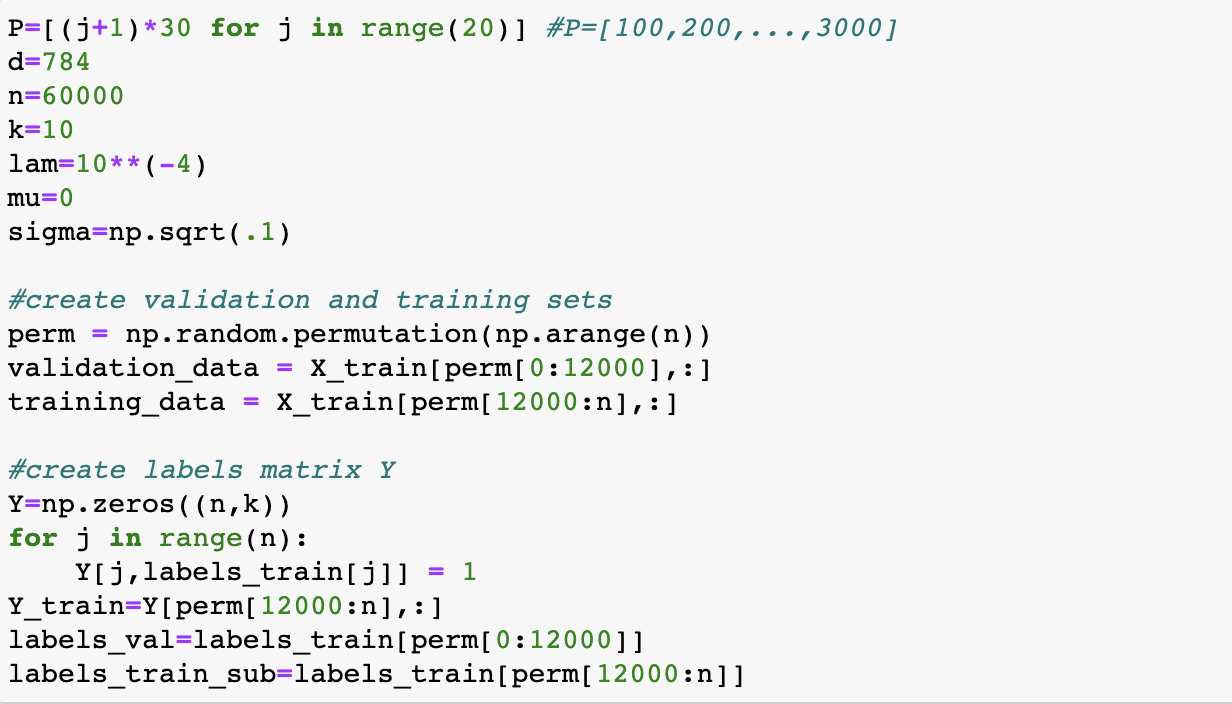 P=[(j+1)*30 for j in range(20)] #P=[100,200,...,3000]
d=784
n=60000
k=10
lam=10**(-4)
mu=0
sigma=np.sqrt(.1)

#create validation and training sets
perm = np.random.permutation(np.arange(n))
validation_data = X_train[perm[0:12000],:]
training_data = X_train[perm[12000:n],:]

#create labels matrix Y
Y=np.zeros((n,k))
for j in range(n):
    Y[j,labels_train[j]] = 1
Y_train=Y[perm[12000:n],:]
labels_val=labels_train[perm[0:12000]]
labels_train_sub=labels_train[perm[12000:n]]